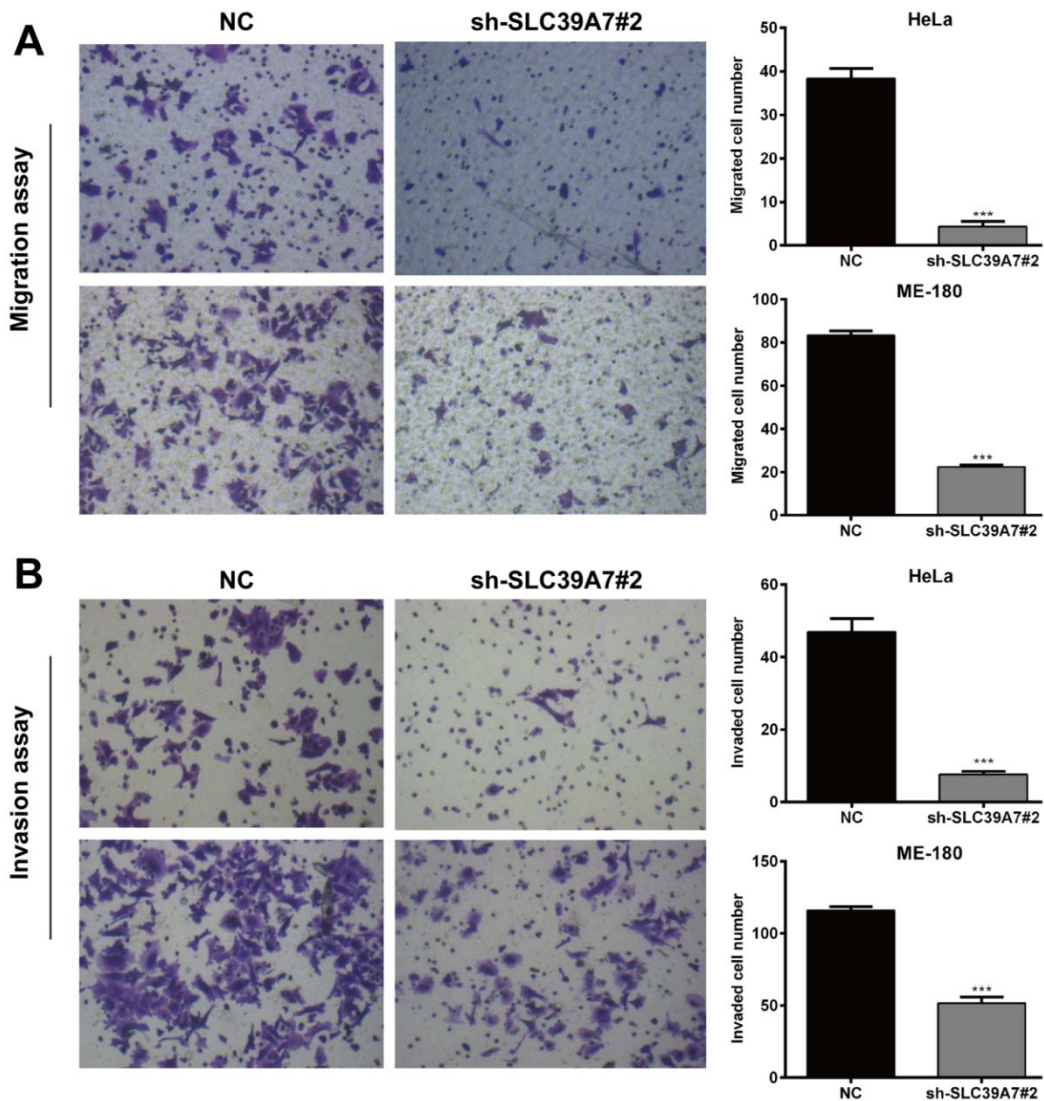 A
NC
sh-SLC39A7#2
Migration assay
HeLa
Migrated cell number
50
40
30
20
10
0
***
NC
sh-SLC39A7#2
ME-180
Migrated cell number
100
80
60
40
20
0
***
NC
sh-SLC39A7#2
B
NC
sh-SLC39A7#2
Invasion assay
HeLa
Invaded cell number
60
40
20
0
***
NC
sh-SLC39A7#2
ME-180
Invaded cell number
150
100
50
0
***
NC
sh-SLC39A7#2